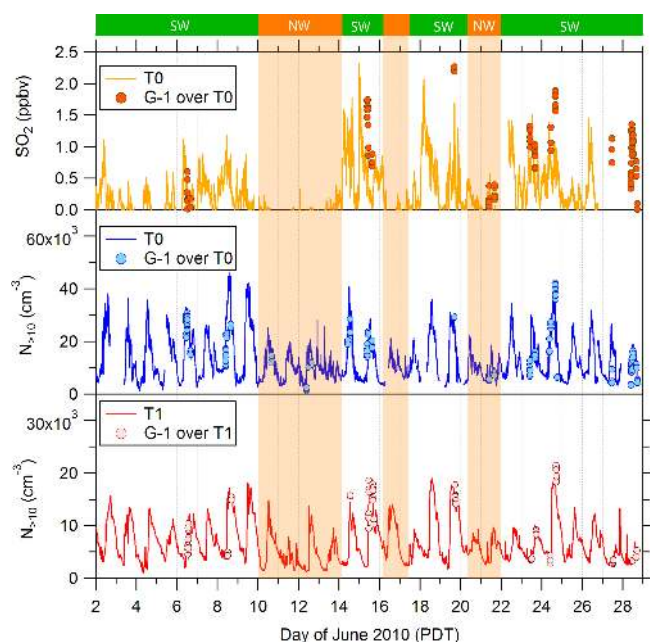 SW NW SW SW NW SW
2.5
2.0
1.5
1.0
0.5
0.0
SO2 (ppbv)
T0
G-1 over T0
60x10³
40
20
0
N>10 (cm⁻³)
T0
G-1 over T0
30x10³
20
10
0
N>10 (cm⁻³)
T1
G-1 over T1
2 4 6 8 10 12 14 16 18 20 22 24 26 28
Day of June 2010 (PDT)